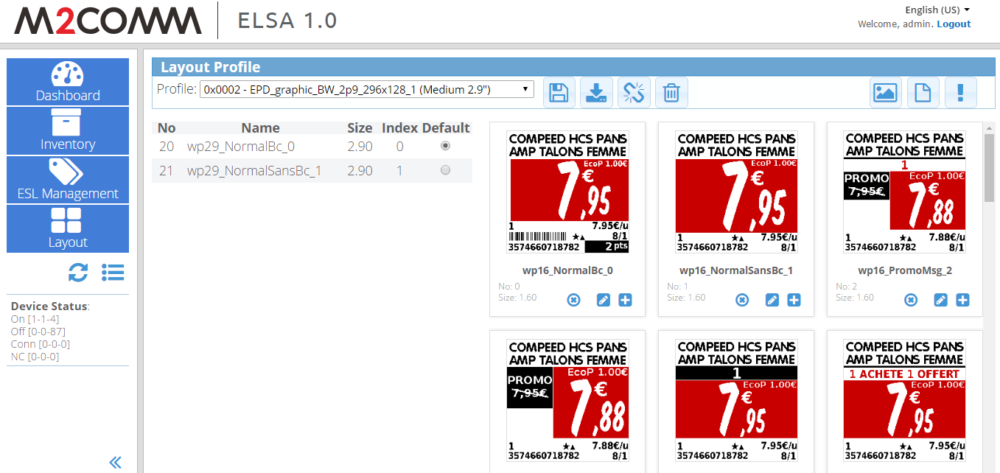 M2COMM
ELSA 1.0
English (US)
Welcome, admin. Logout
Dashboard
Inventory
ESL Management
Layout
Device Status:
On [1-1-4]
Off [0-0-87]
Conn [0-0-0]
NC [0-0-0]
Layout Profile
Profile: 0x0002 - EPD_graphic_BW_2p9_296x128_1 (Medium 2.9")
No Name Size Index Default
20 wp29_NormalBc_0 2.90 0
21 wp29_NormalSansBc_1 2.90 1
COMPEED HCS PANS
AMP TALONS FEMME
EcoP 1.00€
7€,95
1 7.95€/u
★▲ 8/1
3574660718782 2 pts
wp16_NormalBc_0
No: 0
Size: 1.60
COMPEED HCS PANS
AMP TALONS FEMME
EcoP 1.00€
7€,95
1 ★▲ 7.95€/u
3574660718782 8/1
wp16_NormalSansBc_1
No: 1
Size: 1.60
COMPEED HCS PANS
AMP TALONS FEMME
1
PROMO EcoP 1.00€
7,95€
7€,88
1 ★▲ 7.88€/u
3574660718782 8/1
wp16_PromoMsg_2
No: 2
Size: 1.60
COMPEED HCS PANS
AMP TALONS FEMME
EcoP 1.00€
PROMO
7,95€
7€,88
1 ★▲ 7.88€/u
3574660718782 8/1
COMPEED HCS PANS
AMP TALONS FEMME
1
EcoP 1.00€
7€,95
1 ★▲ 7.95€/u
3574660718782 8/1
COMPEED HCS PANS
AMP TALONS FEMME
1 ACHETE 1 OFFERT
EcoP 1.00€
7€,95
1 ★▲ 7.95€/u
3574660718782 8/1